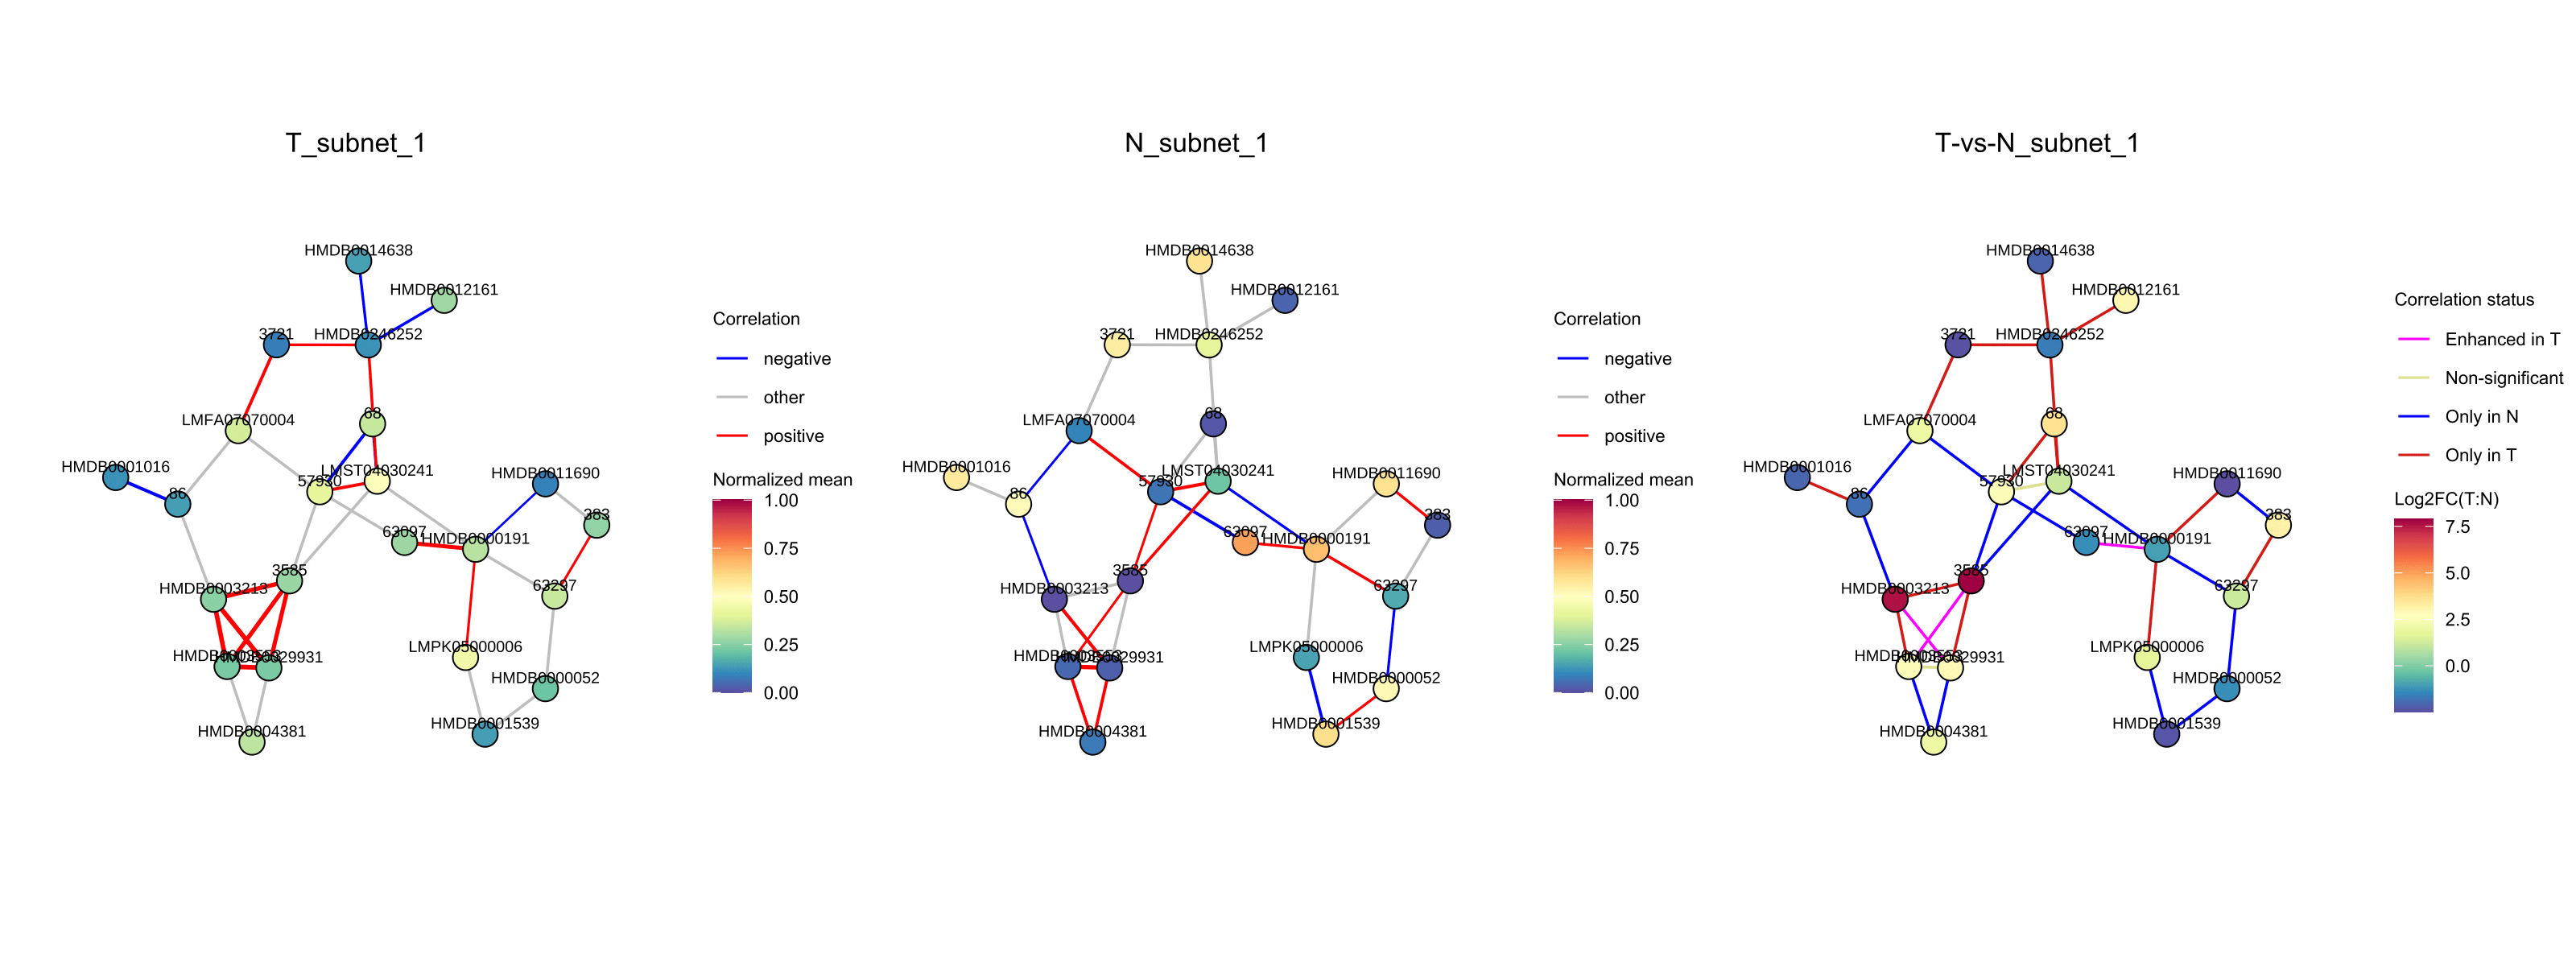 T_subnet_1
HMDB0014638
HMDB0012161
3721
HMDB0246252
LMFA07070004
68
HMDB0001016
LMST04030241
HMDB0011690
86
57930
383
63097
HMDB0000191
3585
HMDB0003213
63297
LMPK05000006
HMDB0029931
HMDB0000052
HMDB0001539
HMDB0004381
Correlation
negative
other
positive
Normalized mean
1.00
0.75
0.50
0.25
0.00
N_subnet_1
HMDB0014638
HMDB0012161
3721
HMDB0246252
LMFA07070004
68
HMDB0001016
LMST04030241
HMDB0011690
86
57930
383
63097
HMDB0000191
3585
HMDB0003213
63297
LMPK05000006
HMDB0029931
HMDB0000052
HMDB0001539
HMDB0004381
Correlation
negative
other
positive
Normalized mean
1.00
0.75
0.50
0.25
0.00
T-vs-N_subnet_1
HMDB0014638
HMDB0012161
3721
HMDB0246252
LMFA07070004
68
HMDB0001016
LMST04030241
HMDB0011690
86
57930
383
63097
HMDB0000191
3585
HMDB0003213
63297
LMPK05000006
HMDB0029931
HMDB0000052
HMDB0001539
HMDB0004381
Correlation status
Enhanced in T
Non-significant
Only in N
Only in T
Log2FC(T:N)
7.5
5.0
2.5
0.0